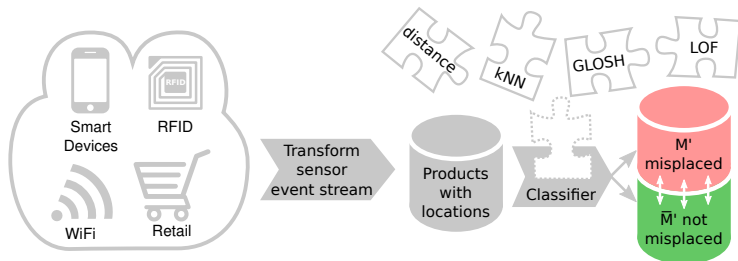 distance
kNN
GLOSH
LOF
RFID
Smart
Devices
RFID
WiFi
Retail
Transform
sensor
event stream
Products
with
locations
Classifier
M'
misplaced
M̅' not
misplaced